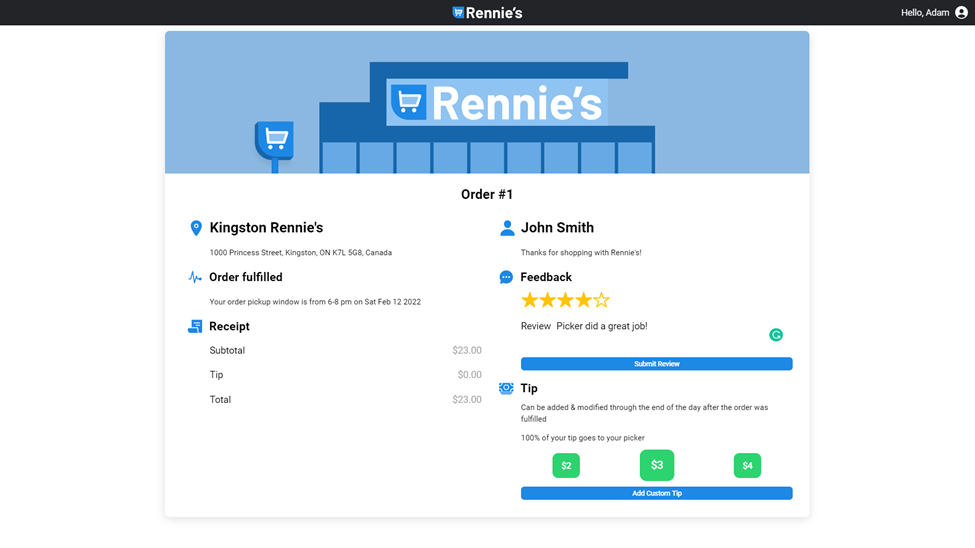 Rennie's
Hello, Adam
Rennie's
Order #1
Kingston Rennie's
1000 Princess Street, Kingston, ON K7L 5G8, Canada
Order fulfilled
Your order pickup window is from 6-8 pm on Sat Feb 12 2022
Receipt
Subtotal $23.00
Tip $0.00
Total $23.00
John Smith
Thanks for shopping with Rennie's!
Feedback
Review Picker did a great job!
Submit Review
Tip
Can be added & modified through the end of the day after the order was
fulfilled
100% of your tip goes to your picker
$2 $3 $4
Add Custom Tip